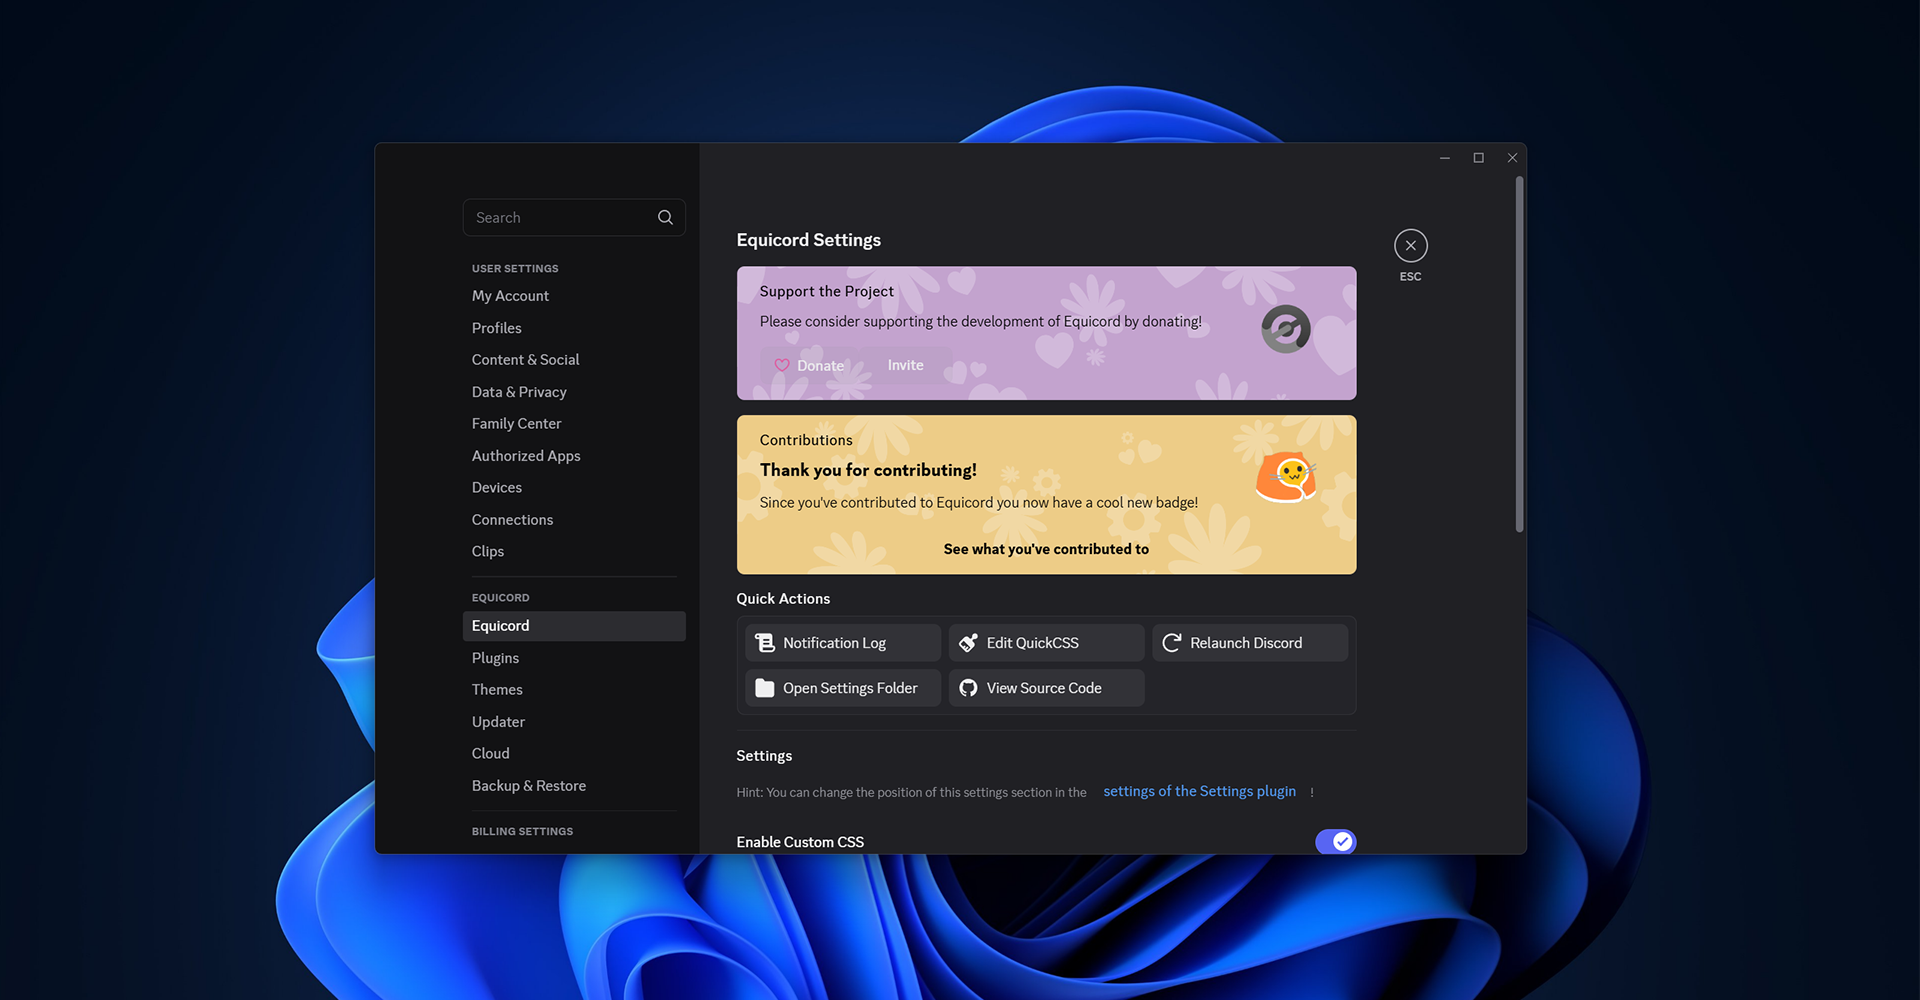 Search
USER SETTINGS
My Account
Profiles
Content & Social
Data & Privacy
Family Center
Authorized Apps
Devices
Connections
Clips
EQUICORD
Equicord
Plugins
Themes
Updater
Cloud
Backup & Restore
BILLING SETTINGS
Equicord Settings
ESC
Support the Project
Please consider supporting the development of Equicord by donating!
Donate
Invite
Contributions
Thank you for contributing!
Since you've contributed to Equicord you now have a cool new badge!
See what you've contributed to
Quick Actions
Notification Log
Edit QuickCSS
Relaunch Discord
Open Settings Folder
View Source Code
Settings
Hint: You can change the position of this settings section in the settings of the Settings plugin !
Enable Custom CSS